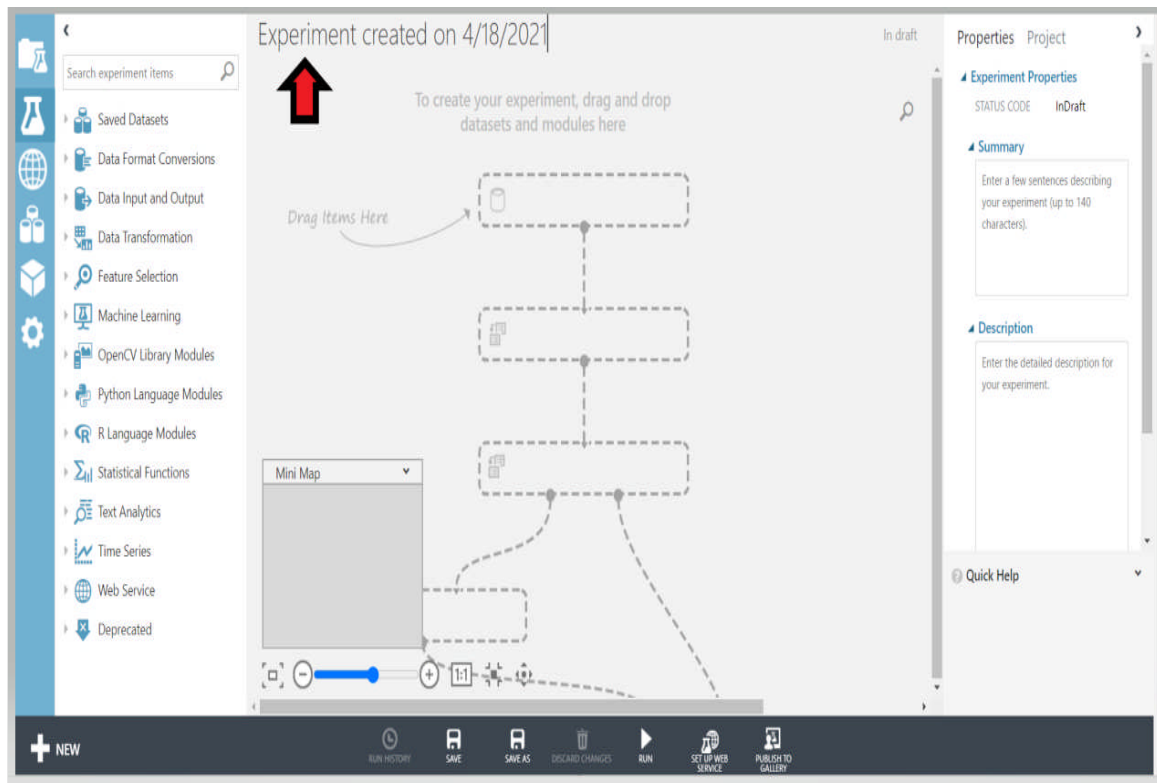 Experiment created on 4/18/2021
In draft
Search experiment items
Saved Datasets
Data Format Conversions
Data Input and Output
Data Transformation
Feature Selection
Machine Learning
OpenCV Library Modules
Python Language Modules
R Language Modules
Statistical Functions
Text Analytics
Time Series
Web Service
Deprecated
To create your experiment, drag and drop
datasets and modules here
Drag Items Here
Mini Map
1:1
Properties Project
Experiment Properties
STATUS CODE InDraft
Summary
Enter a few sentences describing
your experiment (up to 140
characters).
Description
Enter the detailed description for
your experiment.
Quick Help
NEW
RUN HISTORY
SAVE
SAVE AS
DISCARD CHANGES
RUN
SET UP WEB
SERVICE
PUBLISH TO
GALLERY